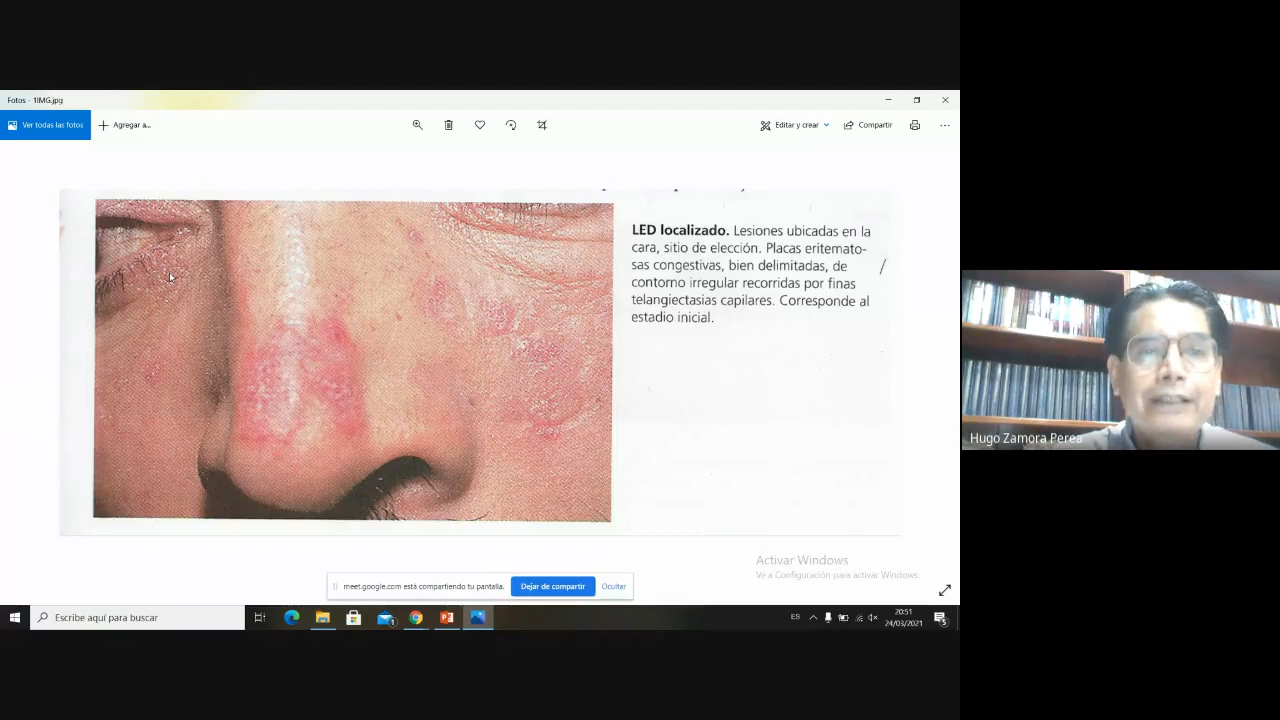 Fotos - 1IMG.jpg
Ver todas las fotos
Agregar a...
Editar y crear
Compartir
LED localizado. Lesiones ubicadas en la
cara, sitio de elección. Placas eritemato-
sas congestivas, bien delimitadas, de
contorno irregular recorridas por finas
telangiectasias capilares. Corresponde al
estadio inicial.
Hugo Zamora Perea
Activar Windows
Ve a Configuración para activar Windows.
meet.google.com está compartiendo tu pantalla.
Dejar de compartir
Ocultar
Escribe aquí para buscar
1
ES
20:51
24/03/2021
5